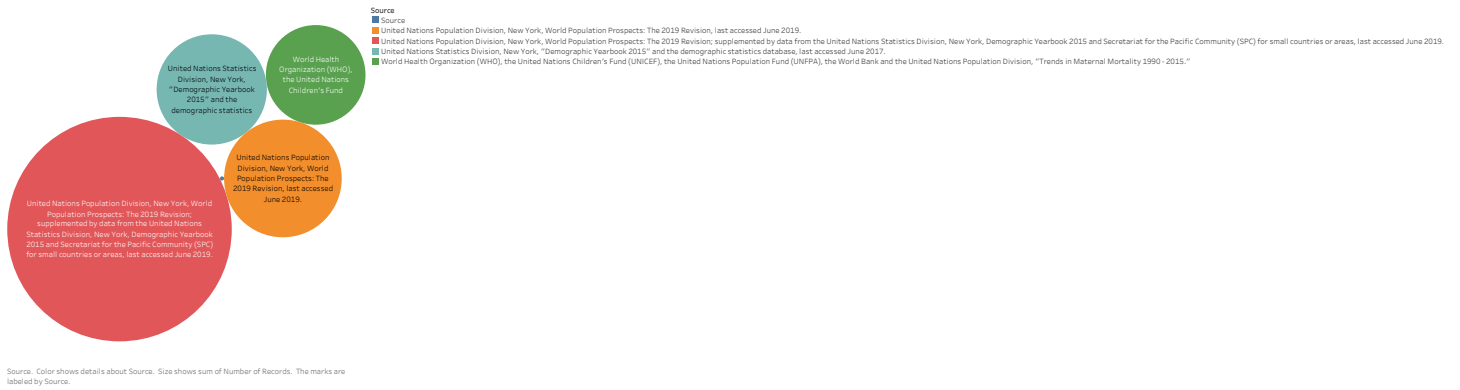 Source
Source
United Nations Population Division, New York, World Population Prospects: The 2019 Revision, last accessed June 2019.
United Nations Population Division, New York, World Population Prospects: The 2019 Revision; supplemented by data from the United Nations Statistics Division, New York, Demographic Yearbook 2015 and Secretariat for the Pacific Community (SPC) for small countries or areas, last accessed June 2019.
United Nations Statistics Division, New York, "Demographic Yearbook 2015" and the demographic statistics database, last accessed June 2017.
World Health Organization (WHO), the United Nations Children's Fund (UNICEF), the United Nations Population Fund (UNFPA), the World Bank and the United Nations Population Division, "Trends in Maternal Mortality 1990 - 2015."
World Health
Organization (WHO),
the United Nations
Children's Fund
United Nations Statistics
Division, New York,
"Demographic Yearbook
2015" and the
demographic statistics
United Nations Population
Division, New York, World
Population Prospects: The
2019 Revision, last accessed
June 2019.
United Nations Population Division, New York, World
Population Prospects: The 2019 Revision;
supplemented by data from the United Nations
Statistics Division, New York, Demographic Yearbook
2015 and Secretariat for the Pacific Community (SPC)
for small countries or areas, last accessed June 2019.
Source. Color shows details about Source. Size shows sum of Number of Records. The marks are
labeled by Source.